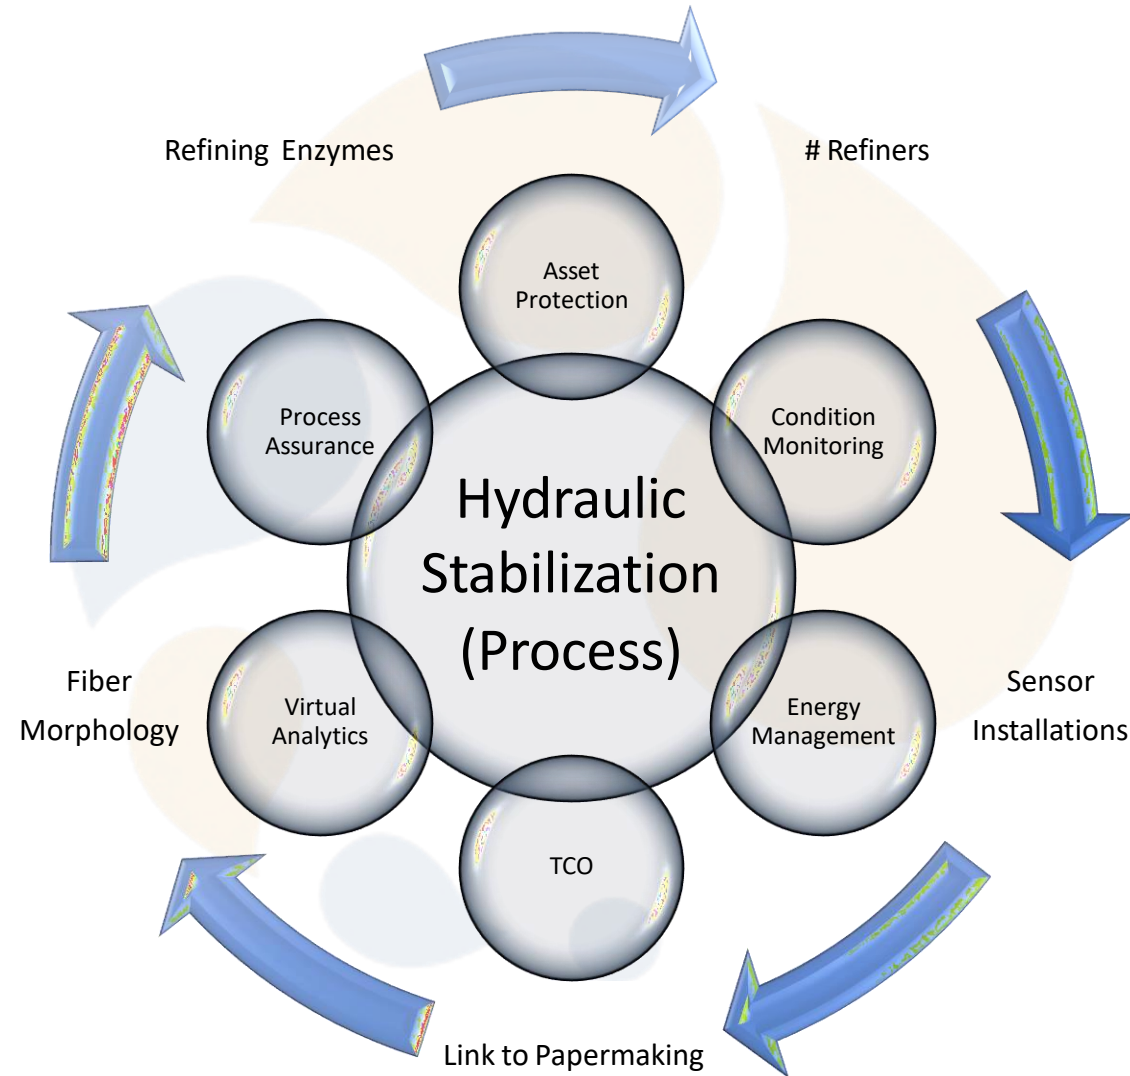 Refining Enzymes
# Refiners
Asset
Protection
Process
Assurance
Condition
Monitoring
Hydraulic
Stabilization
(Process)
Fiber
Morphology
Virtual
Analytics
Energy
Management
Sensor
Installations
TCO
Link to Papermaking